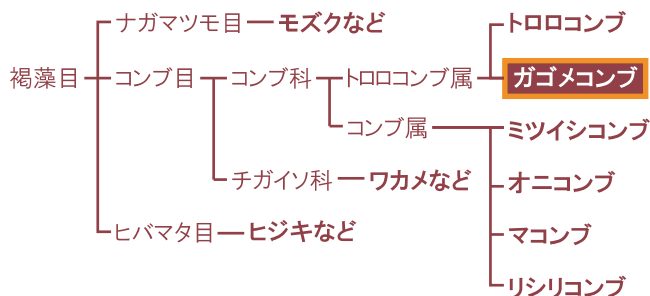 ナガマツモ目 モズクなど
トロロコンブ
褐藻目 コンブ目 コンブ科 トロロコンブ属 ガゴメコンブ
コンブ属 ミツイシコンブ
チガイソ科 ワカメなど オニコンブ
ヒバマタ目 ヒジキなど マコンブ
リシリコンブ